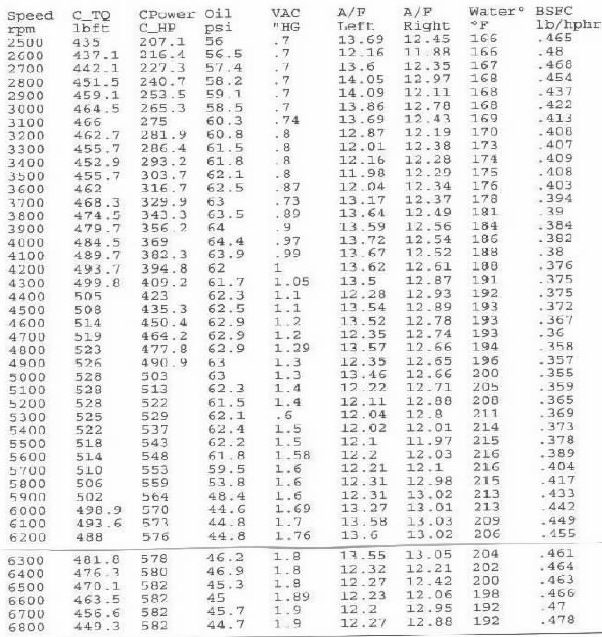 Speed C_TQ CPower Oil VAC A/F A/F Water° BSFC
rpm lbft C_HP psi "HG Left Right °F lb/hphr
2500 435 207.1 56 .7 13.69 12.45 166 .465
2600 437.1 216.4 56.5 .7 12.16 11.88 166 .48
2700 442.1 227.3 57.4 .7 13.6 12.35 167 .468
2800 451.5 240.7 58.2 .7 14.05 12.97 168 .454
2900 459.1 253.5 59.1 .7 14.09 12.11 168 .437
3000 464.5 265.3 58.5 .7 13.86 12.78 168 .422
3100 466 275 60.3 .74 13.69 12.43 169 .413
3200 462.7 281.9 60.8 .8 12.87 12.19 170 .408
3300 455.7 286.4 61.5 .8 12.01 12.38 173 .407
3400 452.9 293.2 61.8 .8 12.16 12.28 174 .409
3500 455.7 303.7 62.1 .8 11.98 12.29 175 .408
3600 462 316.7 62.5 .87 12.04 12.34 176 .403
3700 468.3 329.9 63 .73 13.17 12.37 178 .394
3800 474.5 343.3 63.5 .89 13.64 12.49 181 .39
3900 479.7 356.2 64 .9 13.59 12.56 184 .384
4000 484.5 369 64.4 .97 13.72 12.54 186 .382
4100 489.7 382.3 63.9 .99 13.67 12.52 188 .38
4200 493.7 394.8 62 1 13.62 12.61 188 .376
4300 499.8 409.2 61.7 1.05 13.5 12.87 191 .375
4400 505 423 62.3 1.1 12.28 12.93 192 .375
4500 508 435.3 62.5 1.1 13.54 12.89 193 .372
4600 514 450.4 62.9 1.2 13.52 12.78 193 .367
4700 519 464.2 62.9 1.2 12.35 12.74 193 .36
4800 523 477.8 62.9 1.29 13.57 12.66 194 .358
4900 526 490.9 63 1.3 12.35 12.65 196 .357
5000 528 503 63 1.3 13.46 12.66 200 .355
5100 528 513 62.3 1.4 12.22 12.71 205 .359
5200 528 522 61.5 1.4 12.11 12.88 208 .365
5300 525 529 62.1 .6 12.04 12.8 211 .369
5400 522 537 62.4 1.5 12.02 12.01 214 .373
5500 518 543 62.2 1.5 12.1 11.97 215 .378
5600 514 548 61.8 1.58 12.2 12.03 216 .389
5700 510 553 59.5 1.6 12.21 12.1 216 .404
5800 506 559 53.8 1.6 12.31 12.98 215 .417
5900 502 564 48.4 1.6 12.31 13.02 213 .433
6000 498.9 570 44.6 1.69 13.27 13.01 213 .442
6100 493.6 573 44.8 1.7 13.58 13.03 209 .449
6200 488 576 44.8 1.76 13.6 13.02 206 .455
6300 481.8 578 46.2 1.8 13.55 13.05 204 .461
6400 476.3 580 46.9 1.8 12.32 12.21 202 .464
6500 470.1 582 45.3 1.8 12.27 12.42 200 .463
6600 463.5 582 45 1.89 12.23 12.06 198 .466
6700 456.6 582 45.7 1.9 12.2 12.95 192 .47
6800 449.3 582 44.7 1.9 12.27 12.88 192 .478